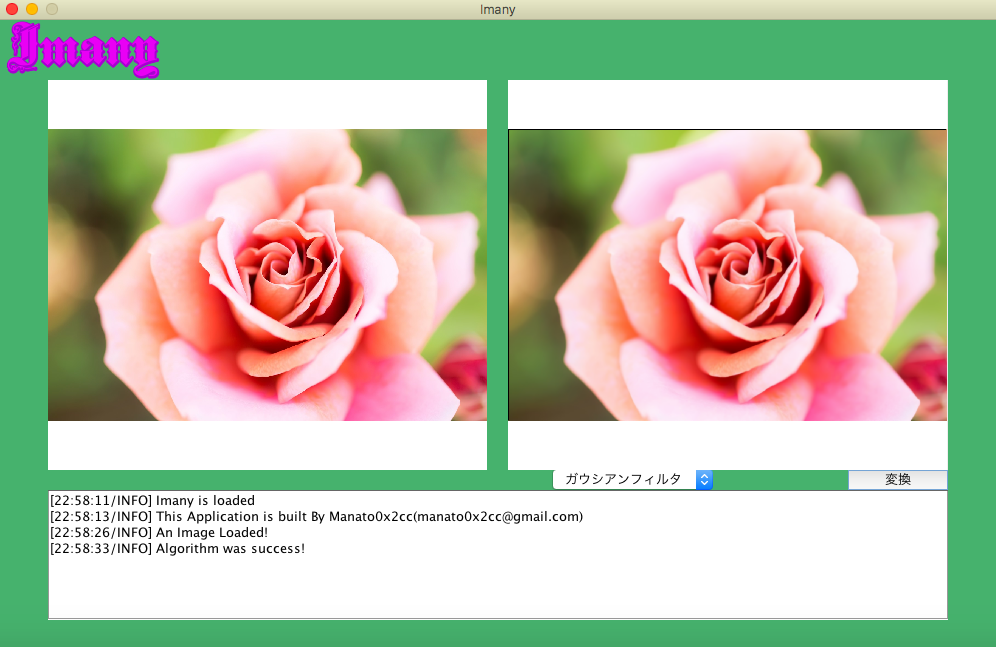 Imany
Imany
ガウシアンフィルタ
変換
[22:58:11/INFO] Imany is loaded
[22:58:13/INFO] This Application is built By Manato0x2cc(manato0x2cc@gmail.com)
[22:58:26/INFO] An Image Loaded!
[22:58:33/INFO] Algorithm was success!